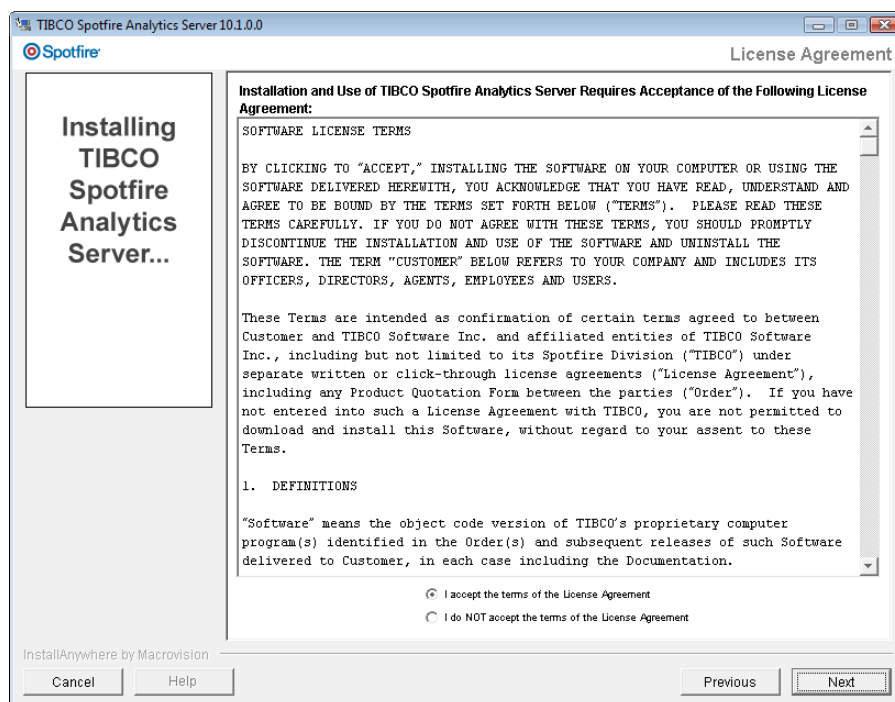 TIBCO Spotfire Analytics Server 10.1.0.0
Spotfire
License Agreement
Installing
TIBCO
Spotfire
Analytics
Server...
Installation and Use of TIBCO Spotfire Analytics Server Requires Acceptance of the Following License
Agreement:
SOFTWARE LICENSE TERMS
BY CLICKING TO "ACCEPT," INSTALLING THE SOFTWARE ON YOUR COMPUTER OR USING THE
SOFTWARE DELIVERED HEREWITH, YOU ACKNOWLEDGE THAT YOU HAVE READ, UNDERSTAND AND
AGREE TO BE BOUND BY THE TERMS SET FORTH BELOW ("TERMS").  PLEASE READ THESE
TERMS CAREFULLY. IF YOU DO NOT AGREE WITH THESE TERMS, YOU SHOULD PROMPTLY
DISCONTINUE THE INSTALLATION AND USE OF THE SOFTWARE AND UNINSTALL THE
SOFTWARE. THE TERM "CUSTOMER" BELOW REFERS TO YOUR COMPANY AND INCLUDES ITS
OFFICERS, DIRECTORS, AGENTS, EMPLOYEES AND USERS.
These Terms are intended as confirmation of certain terms agreed to between
Customer and TIBCO Software Inc. and affiliated entities of TIBCO Software
Inc., including but not limited to its Spotfire Division ("TIBCO") under
separate written or click-through license agreements ("License Agreement"),
including any Product Quotation Form between the parties ("Order").  If you have
not entered into such a License Agreement with TIBCO, you are not permitted to
download and install this Software, without regard to your assent to these
Terms.
1.  DEFINITIONS
"Software" means the object code version of TIBCO's proprietary computer
program(s) identified in the Order(s) and subsequent releases of such Software
delivered to Customer, in each case including the Documentation.
I accept the terms of the License Agreement
I do NOT accept the terms of the License Agreement
InstallAnywhere by Macrovision
Cancel
Help
Previous
Next